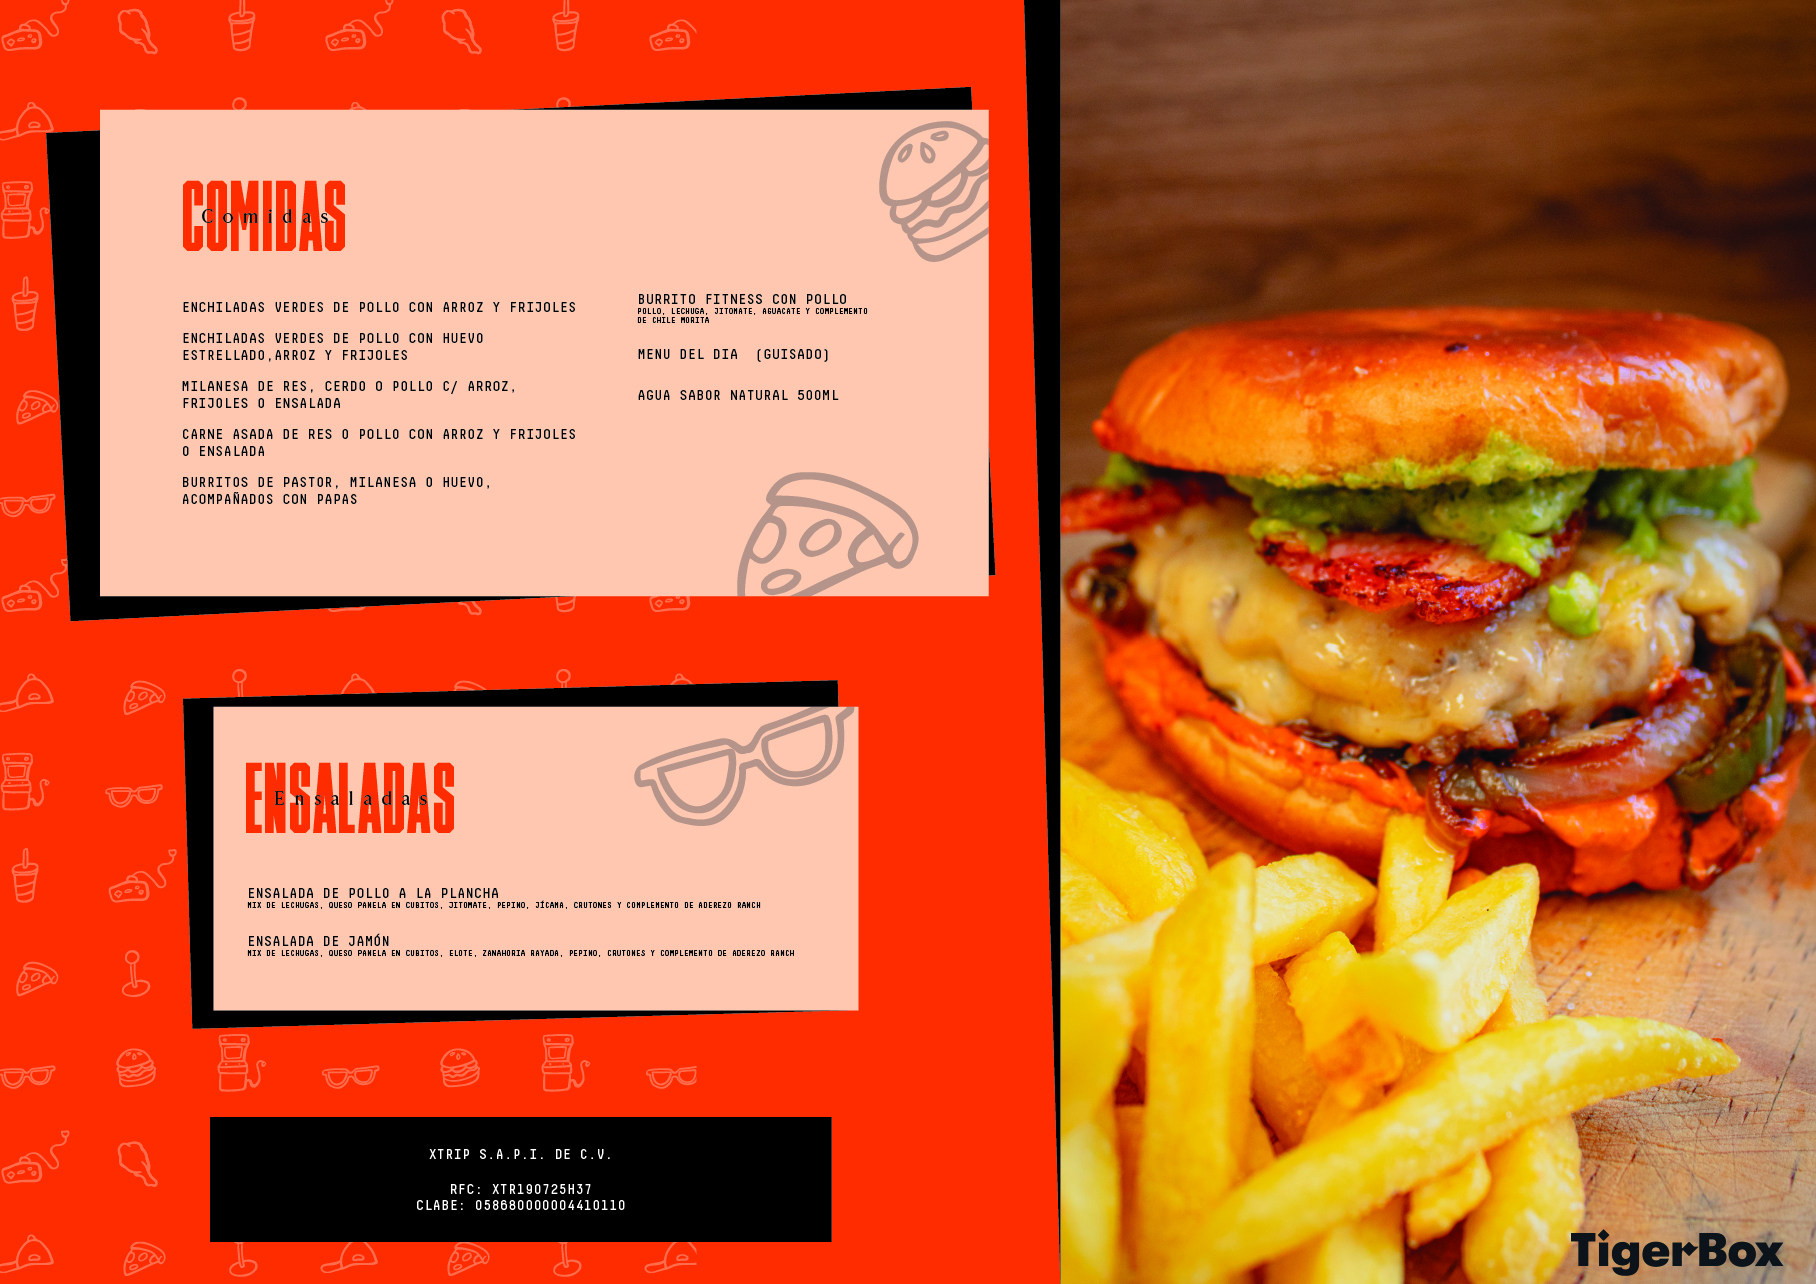 COMIDAS
Comidas
ENCHILADAS VERDES DE POLLO CON ARROZ Y FRIJOLES
ENCHILADAS VERDES DE POLLO CON HUEVO
ESTRELLADO,ARROZ Y FRIJOLES
MILANESA DE RES, CERDO O POLLO C/ ARROZ,
FRIJOLES O ENSALADA
CARNE ASADA DE RES O POLLO CON ARROZ Y FRIJOLES
O ENSALADA
BURRITOS DE PASTOR, MILANESA O HUEVO,
ACOMPAÑADOS CON PAPAS
BURRITO FITNESS CON POLLO
POLLO, LECHUGA, JITOMATE, AGUACATE Y COMPLEMENTO
DE CHILE MORITA
MENU DEL DIA (GUISADO)
AGUA SABOR NATURAL 500ML
ENSALADAS
Ensaladas
ENSALADA DE POLLO A LA PLANCHA
MIX DE LECHUGAS, QUESO PANELA EN CUBITOS, JITOMATE, PEPINO, JÍCAMA, CRUTONES Y COMPLEMENTO DE ADEREZO RANCH
ENSALADA DE JAMÓN
MIX DE LECHUGAS, QUESO PANELA EN CUBITOS, ELOTE, ZANAHORIA RAYADA, PEPINO, CRUTONES Y COMPLEMENTO DE ADEREZO RANCH
XTRIP S.A.P.I. DE C.V.
RFC: XTR190725H37
CLABE: 058680000004410110
TigerBox